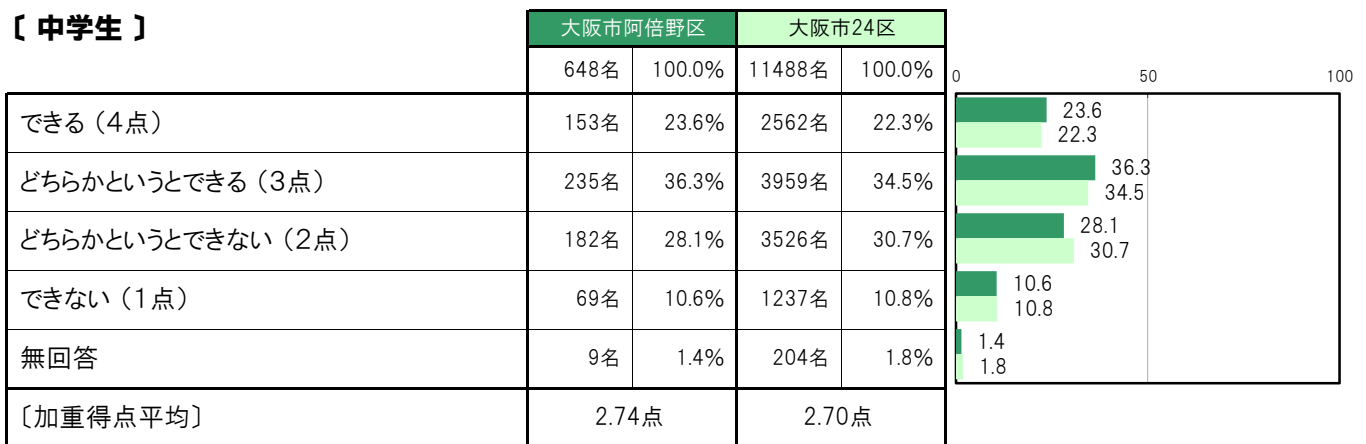 〔 中学生 〕
大阪市阿倍野区 大阪市24区
648名 100.0% 11488名 100.0%
0 50 100
できる（4点） 153名 23.6% 2562名 22.3%
23.6
22.3
どちらかというとできる（3点） 235名 36.3% 3959名 34.5%
36.3
34.5
どちらかというとできない（2点） 182名 28.1% 3526名 30.7%
28.1
30.7
できない（1点） 69名 10.6% 1237名 10.8%
10.6
10.8
無回答 9名 1.4% 204名 1.8%
1.4
1.8
〔加重得点平均〕 2.74点 2.70点